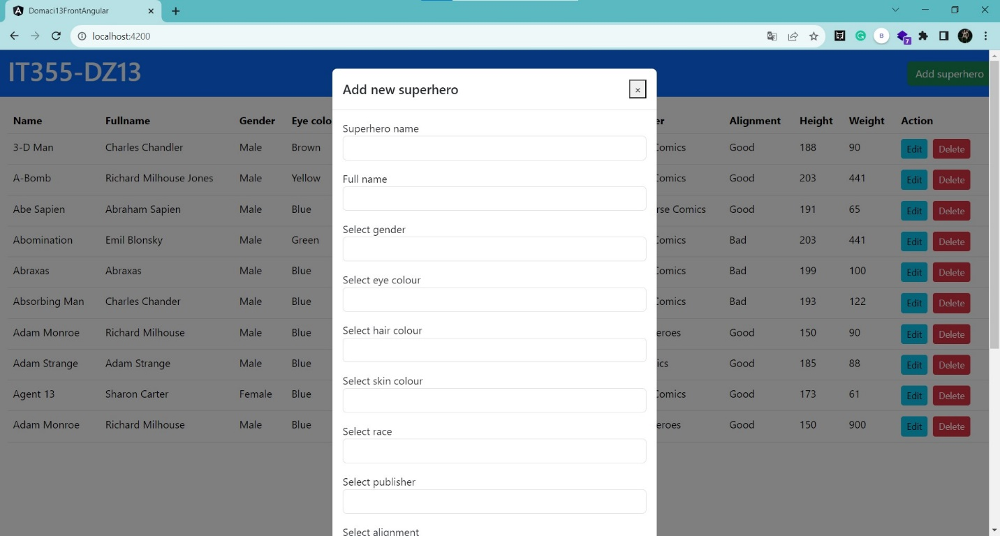 Domaci13FrontAngular
localhost:4200
B
7
IT355-DZ13
Add superhero
Add new superhero
×
Name Fullname Gender Eye colo er Alignment Height Weight Action
3-D Man Charles Chandler Male Brown Comics Good 188 90 Edit Delete
A-Bomb Richard Milhouse Jones Male Yellow Comics Good 203 441 Edit Delete
Abe Sapien Abraham Sapien Male Blue rse Comics Good 191 65 Edit Delete
Abomination Emil Blonsky Male Green Comics Bad 203 441 Edit Delete
Abraxas Abraxas Male Blue Comics Bad 199 100 Edit Delete
Absorbing Man Charles Chander Male Blue Comics Bad 193 122 Edit Delete
Adam Monroe Richard Milhouse Male Blue eroes Good 150 90 Edit Delete
Adam Strange Adam Strange Male Blue ics Good 185 88 Edit Delete
Agent 13 Sharon Carter Female Blue Comics Good 173 61 Edit Delete
Adam Monroe Richard Milhouse Male Blue eroes Good 150 900 Edit Delete
Superhero name
Full name
Select gender
Select eye colour
Select hair colour
Select skin colour
Select race
Select publisher
Select alignment